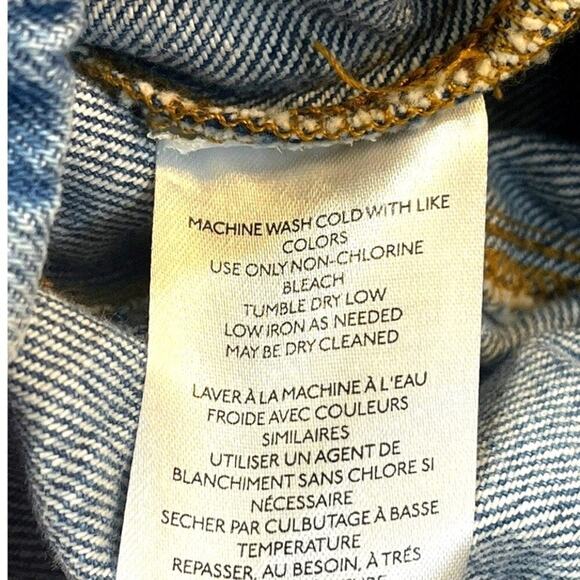 MACHINE WASH COLD WITH LIKE
COLORS
USE ONLY NON-CHLORINE
BLEACH
TUMBLE DRY LOW
LOW IRON AS NEEDED
MAY BE DRY CLEANED
LAVER À LA MACHINE À L'EAU
FROIDE AVEC COULEURS
SIMILAIRES
UTILISER UN AGENT DE
BLANCHIMENT SANS CHLORE SI
NÉCESSAIRE
SECHER PAR CULBUTAGE À BASSE
TEMPERATURE
REPASSER, AU BESOIN, À TRÉS